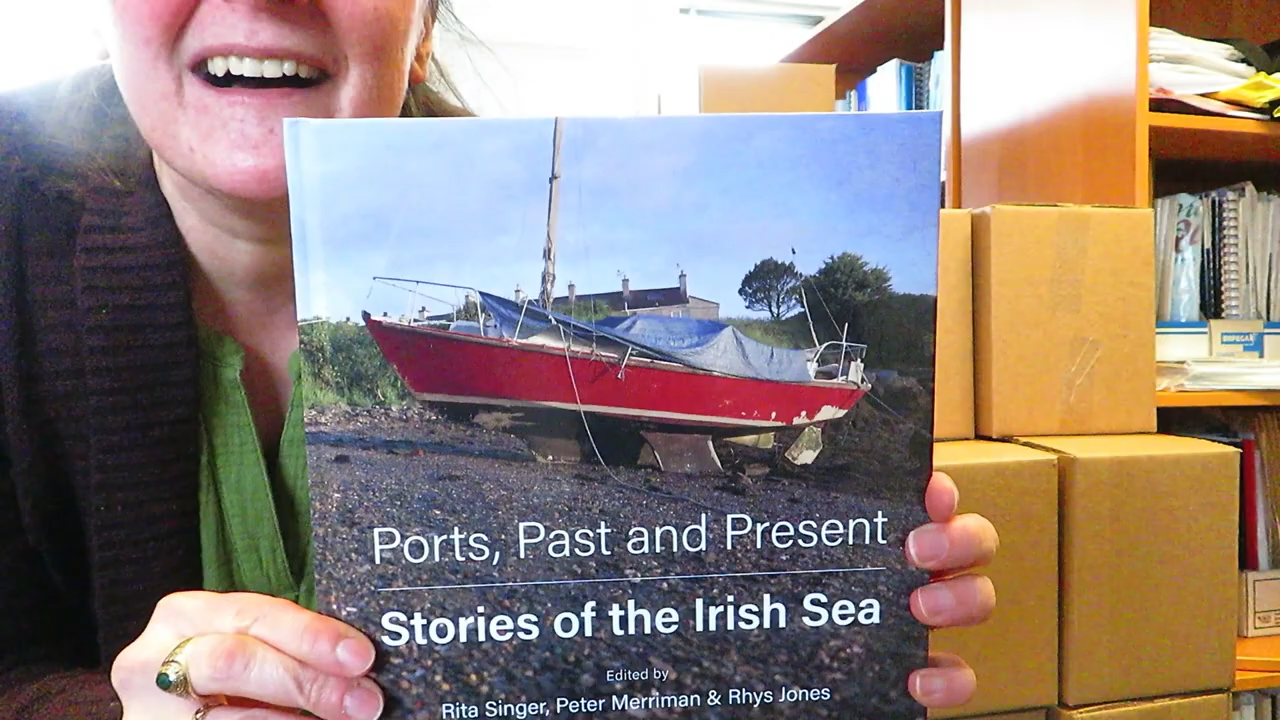 Ports, Past and Present
Stories of the Irish Sea
Edited by
Rita Singer, Peter Merriman & Rhys Jones